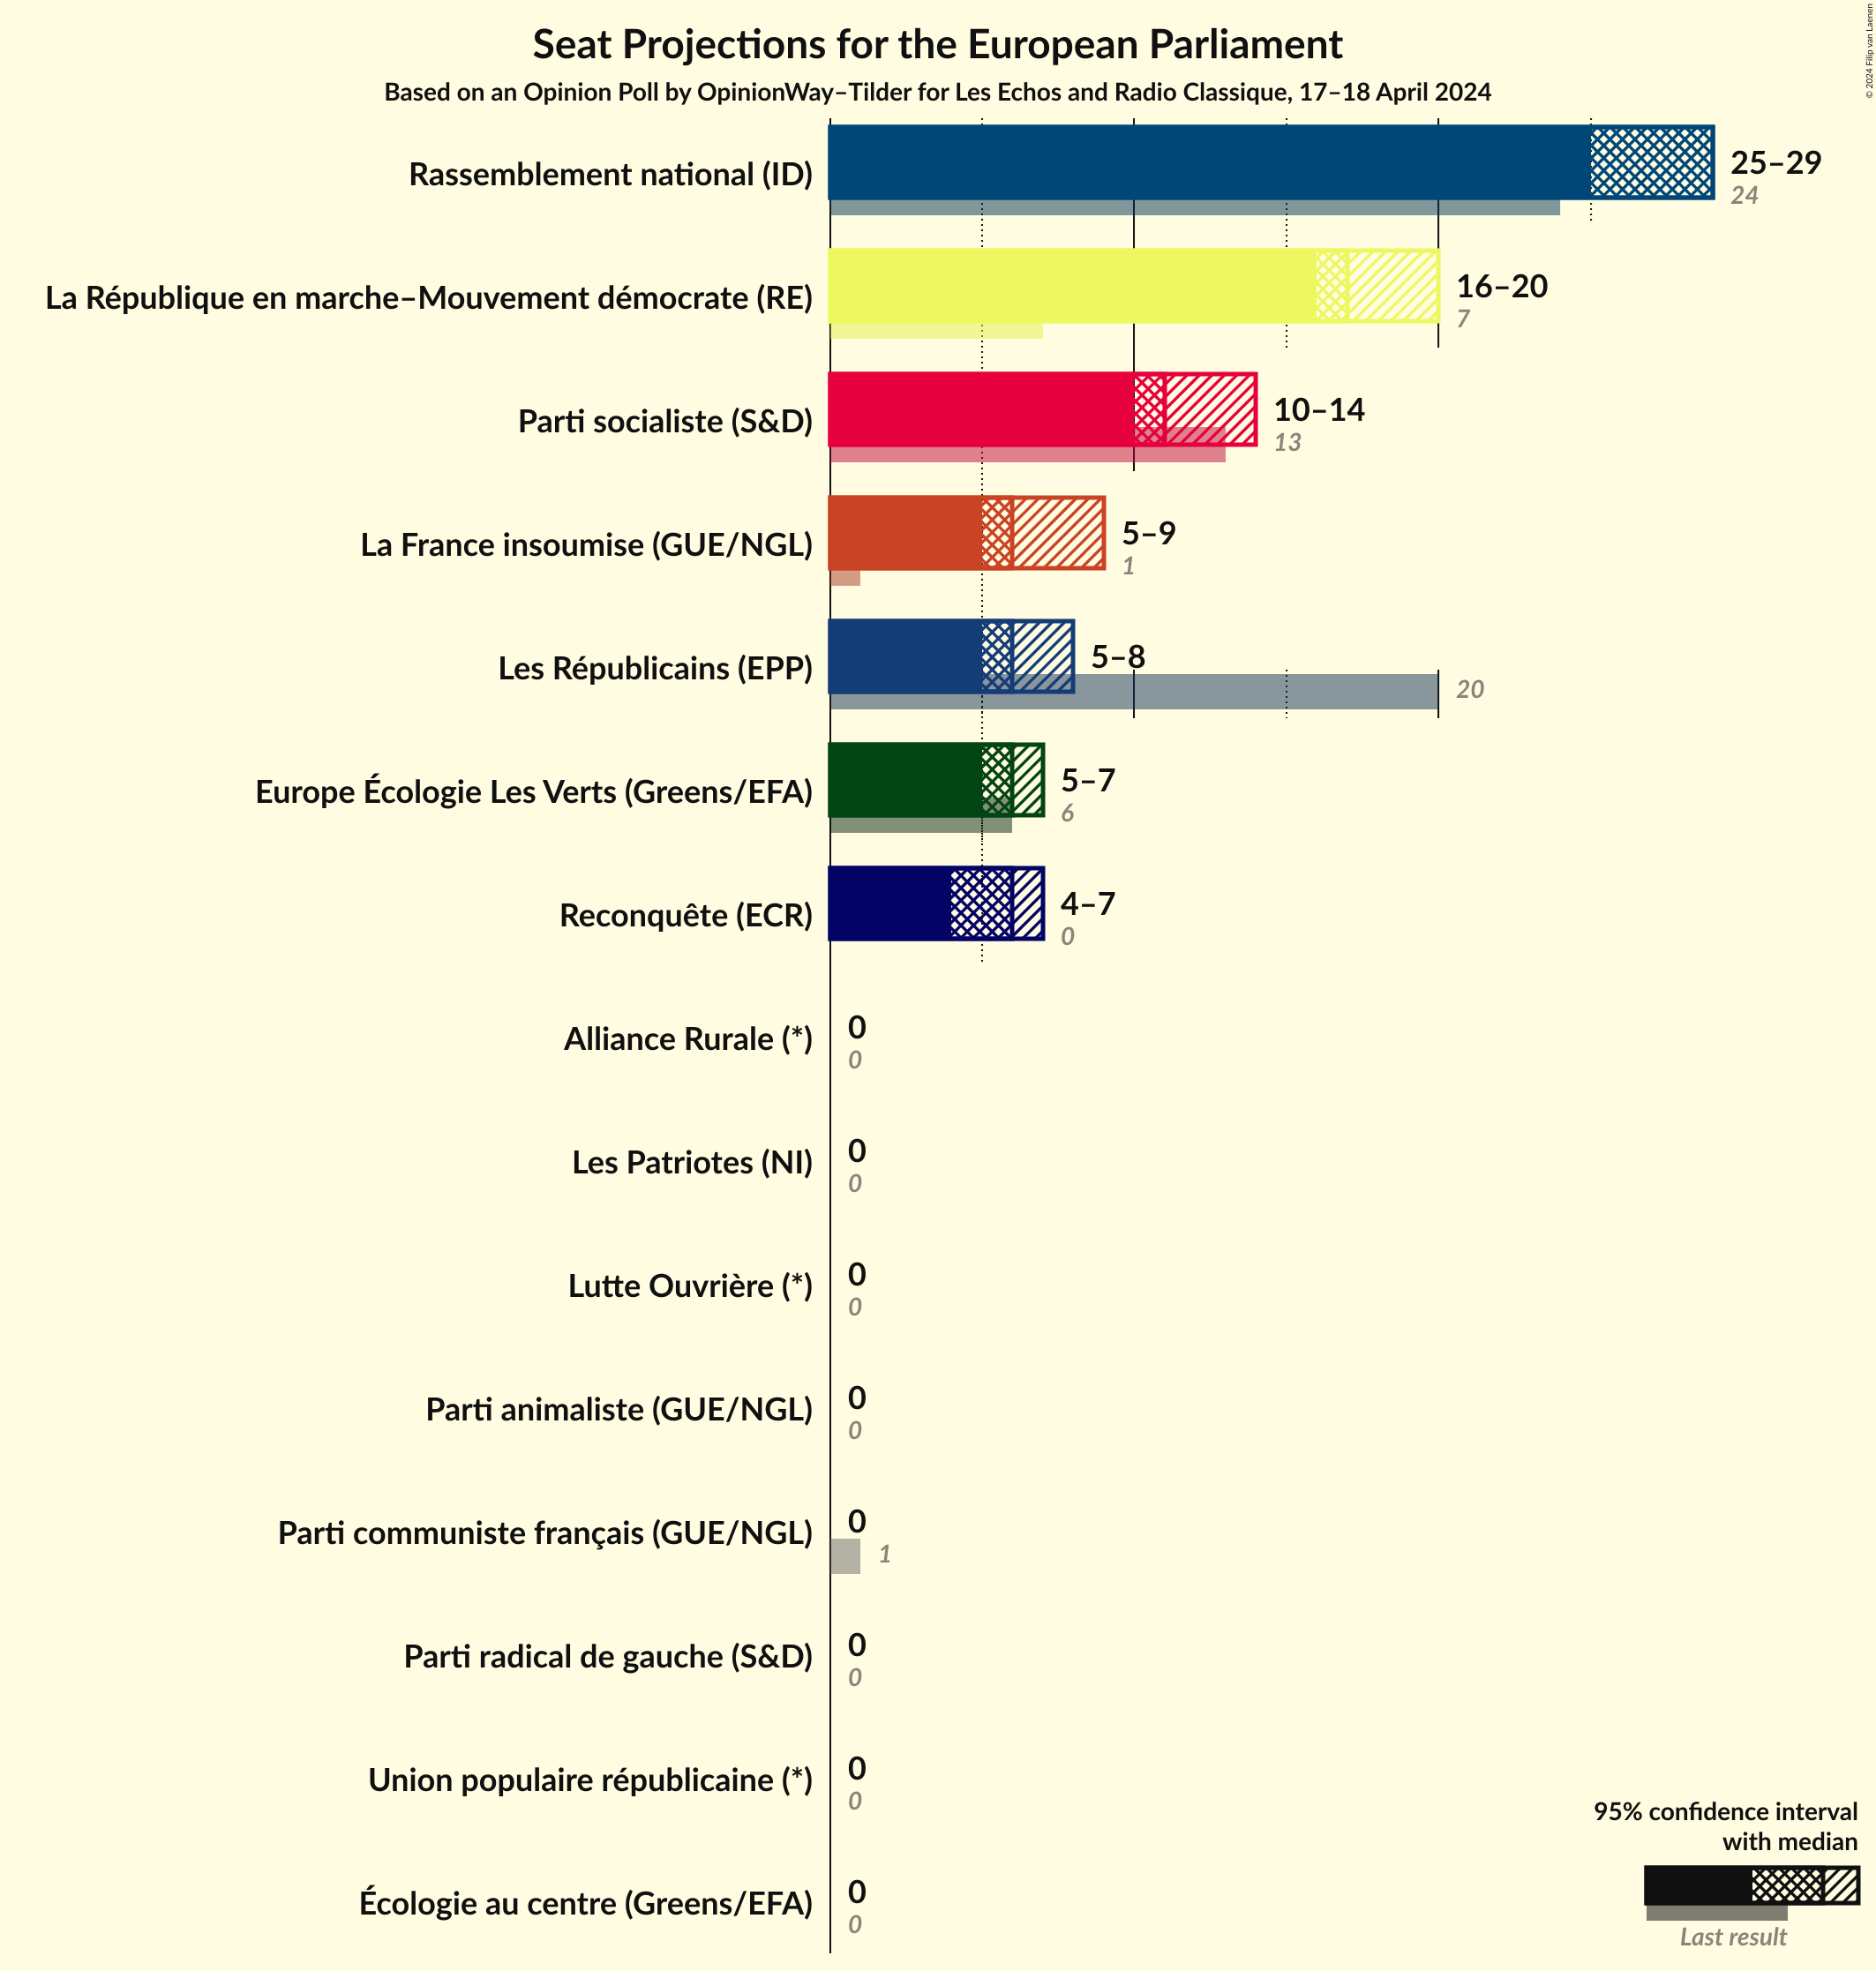 Seat Projections for the European Parliament
Based on an Opinion Poll by OpinionWay–Tilder for Les Echos and Radio Classique, 17–18 April 2024
© 2024 Filip van Laenen
Rassemblement national (ID)
25–29
24
La République en marche–Mouvement démocrate (RE)
16–20
7
Parti socialiste (S&D)
10–14
13
La France insoumise (GUE/NGL)
5–9
1
Les Républicains (EPP)
5–8
20
Europe Écologie Les Verts (Greens/EFA)
5–7
6
Reconquête (ECR)
4–7
0
Alliance Rurale (*)
0
0
Les Patriotes (NI)
0
0
Lutte Ouvrière (*)
0
0
Parti animaliste (GUE/NGL)
0
0
Parti communiste français (GUE/NGL)
0
1
Parti radical de gauche (S&D)
0
0
Union populaire républicaine (*)
0
0
Écologie au centre (Greens/EFA)
0
0
95% confidence interval
with median
Last result